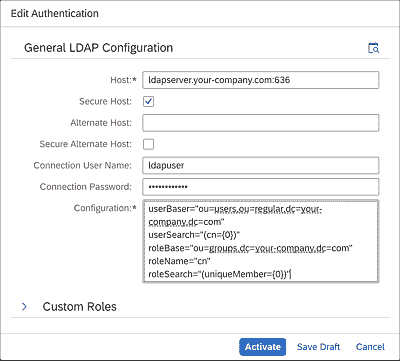 Edit Authentication
General LDAP Configuration
Host:* ldapserver.your-company.com:636
Secure Host:
Alternate Host:
Secure Alternate Host:
Connection User Name: ldapuser
Connection Password: ••••••••••••
Configuration:* userBaser="ou=users,ou=regular,dc=your-
company,dc=com"
userSearch="(cn={0})"
roleBase="ou=groups,dc=your-company,dc=com"
roleName="cn"
roleSearch="(uniqueMember={0})"
Custom Roles
Activate Save Draft Cancel